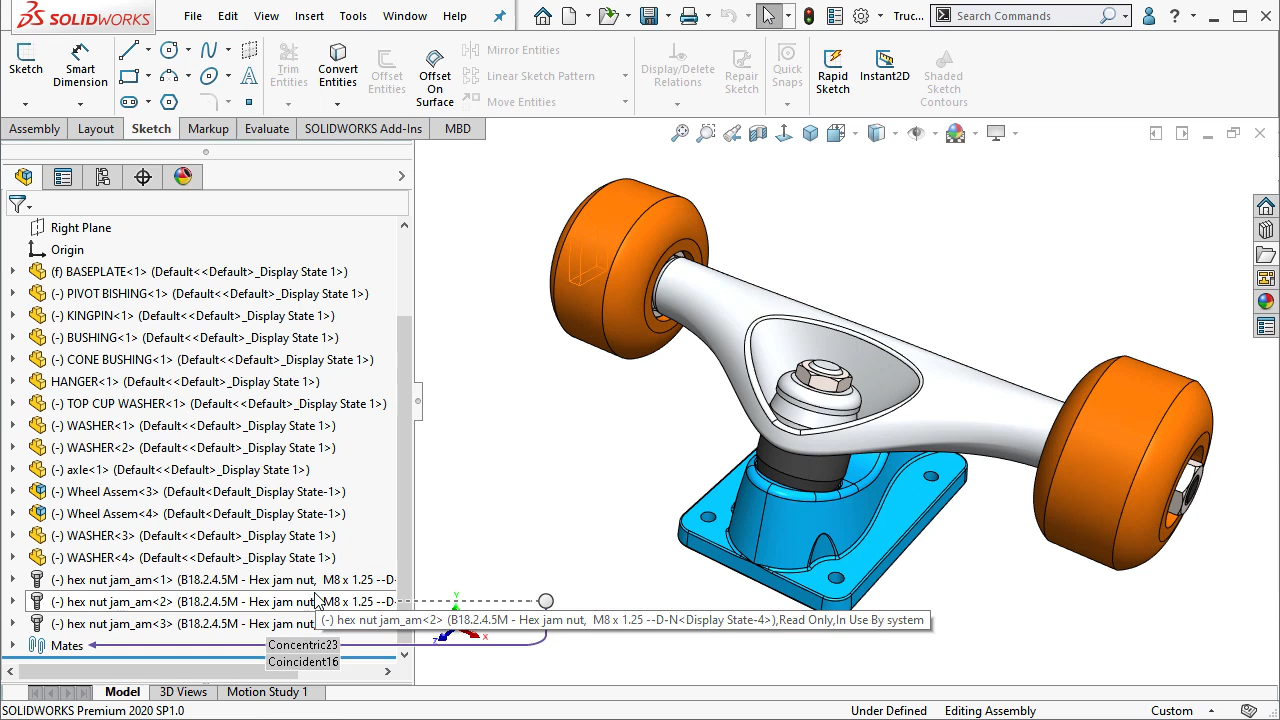 SOLIDWORKS
File Edit View Insert Tools Window Help
Truc...
Search Commands
Sketch
Smart Dimension
Trim Entities
Convert Entities
Offset Entities
Offset On Surface
Mirror Entities
Linear Sketch Pattern
Move Entities
Display/Delete Relations
Repair Sketch
Quick Snaps
Rapid Sketch
Instant2D
Shaded Sketch Contours
Assembly Layout Sketch Markup Evaluate SOLIDWORKS Add-Ins MBD
Right Plane
Origin
(f) BASEPLATE<1> (Default<<Default>_Display State 1>)
(-) PIVOT BISHING<1> (Default<<Default>_Display State 1>)
(-) KINGPIN<1> (Default<<Default>_Display State 1>)
(-) BUSHING<1> (Default<<Default>_Display State 1>)
(-) CONE BUSHING<1> (Default<<Default>_Display State 1>)
HANGER<1> (Default<<Default>_Display State 1>)
(-) TOP CUP WASHER<1> (Default<<Default>_Display State 1>)
(-) WASHER<1> (Default<<Default>_Display State 1>)
(-) WASHER<2> (Default<<Default>_Display State 1>)
(-) axle<1> (Default<<Default>_Display State 1>)
(-) Wheel Assem<3> (Default<Default_Display State-1>)
(-) Wheel Assem<4> (Default<Default_Display State-1>)
(-) WASHER<3> (Default<<Default>_Display State 1>)
(-) WASHER<4> (Default<<Default>_Display State 1>)
(-) hex nut jam_am<1> (B18.2.4.5M - Hex jam nut, M8 x 1.25 --D-
(-) hex nut jam_am<2> (B18.2.4.5M - Hex jam nut, M8 x 1.25 --D-
(-) hex nut jam_am<2> (B18.2.4.5M - Hex jam nut, M8 x 1.25 --D-N<Display State-4>),Read Only,In Use By system
(-) hex nut jam_am<3> (B18.2.4.5M - Hex jam nut,
Mates
Concentric23
Coincident16
Y
X
Z
Model 3D Views Motion Study 1
SOLIDWORKS Premium 2020 SP1.0
Under Defined Editing Assembly Custom